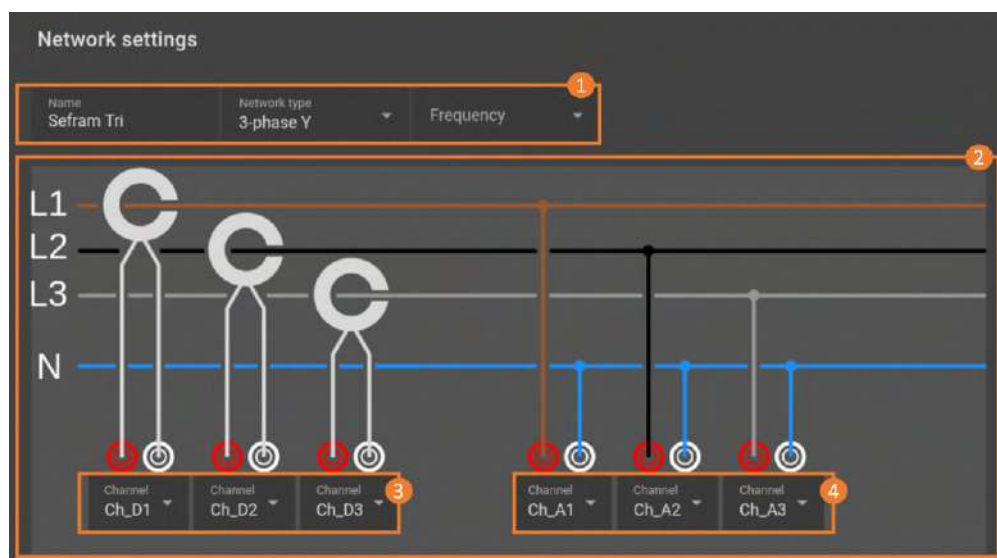 Network settings
1
Name
Sefram Tri
Network type
3-phase Y
Frequency
2
L1
L2
L3
N
Channel
Ch_D1
Channel
Ch_D2
Channel
Ch_D3
3
Channel
Ch_A1
Channel
Ch_A2
Channel
Ch_A3
4